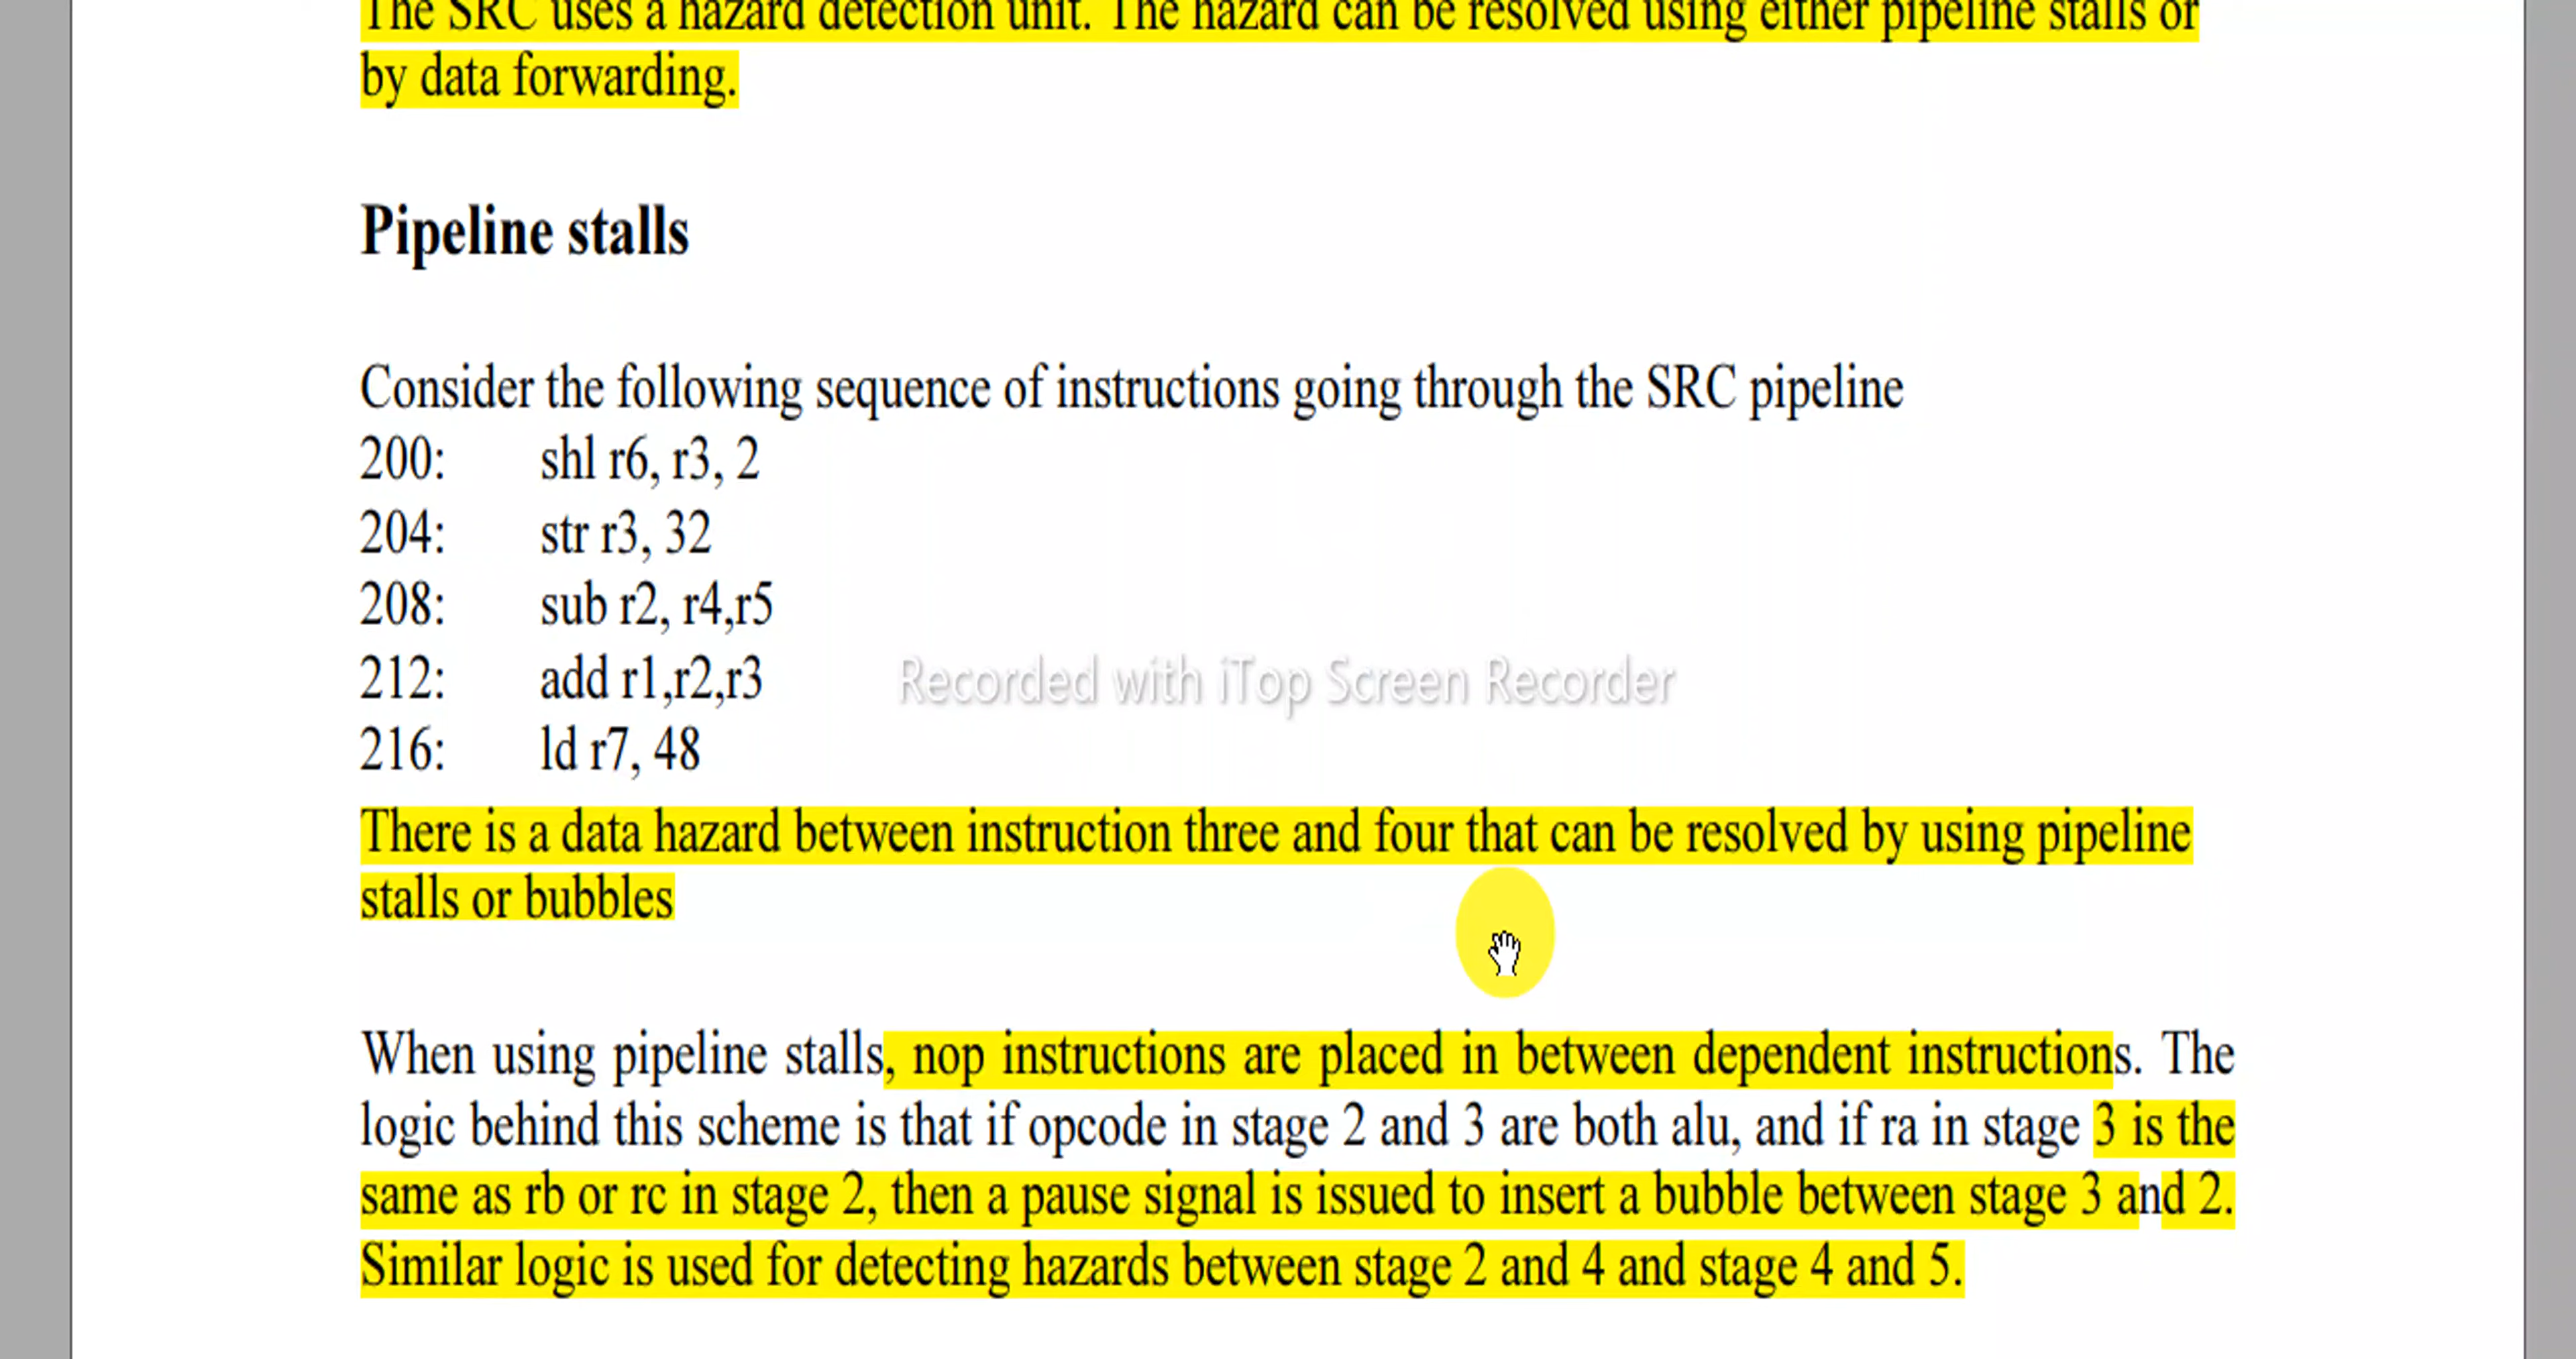 The SRC uses a hazard detection unit. The hazard can be resolved using either pipeline stalls or
by data forwarding.
Pipeline stalls
Consider the following sequence of instructions going through the SRC pipeline
200: shl r6, r3, 2
204: str r3, 32
208: sub r2, r4,r5
212: add r1,r2,r3
Recorded with iTop Screen Recorder
216: ld r7, 48
There is a data hazard between instruction three and four that can be resolved by using pipeline
stalls or bubbles
When using pipeline stalls, nop instructions are placed in between dependent instructions. The
logic behind this scheme is that if opcode in stage 2 and 3 are both alu, and if ra in stage 3 is the
same as rb or rc in stage 2, then a pause signal is issued to insert a bubble between stage 3 and 2.
Similar logic is used for detecting hazards between stage 2 and 4 and stage 4 and 5.